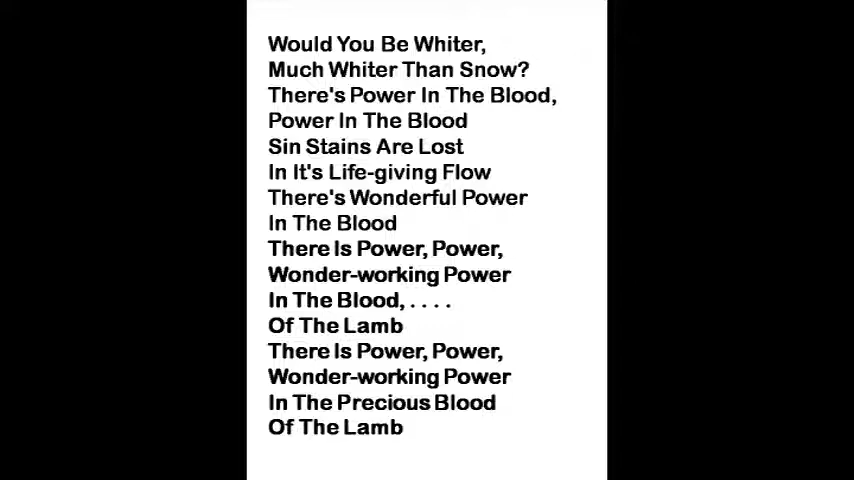 Would You Be Whiter,
Much Whiter Than Snow?
There's Power In The Blood,
Power In The Blood
Sin Stains Are Lost
In It's Life-giving Flow
There's Wonderful Power
In The Blood
There Is Power, Power,
Wonder-working Power
In The Blood, . . . .
Of The Lamb
There Is Power, Power,
Wonder-working Power
In The Precious Blood
Of The Lamb